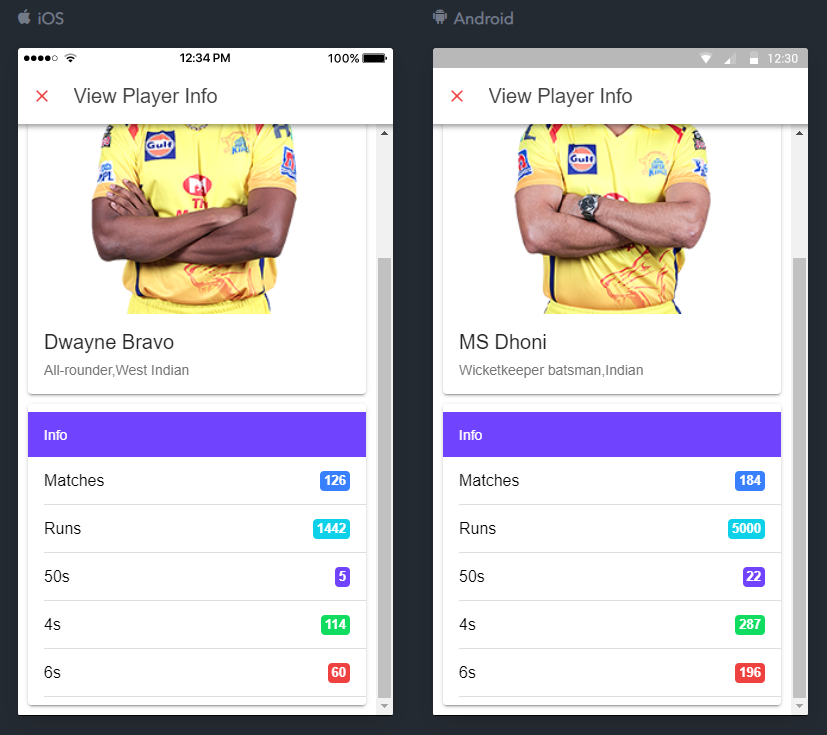 iOS
Android
12:34 PM
100%
12:30
View Player Info
View Player Info
Gulf
IPL
Gulf
Dwayne Bravo
All-rounder,West Indian
Info
Matches 126
Runs 1442
50s 5
4s 114
6s 60
MS Dhoni
Wicketkeeper batsman,Indian
Info
Matches 184
Runs 5000
50s 22
4s 287
6s 196